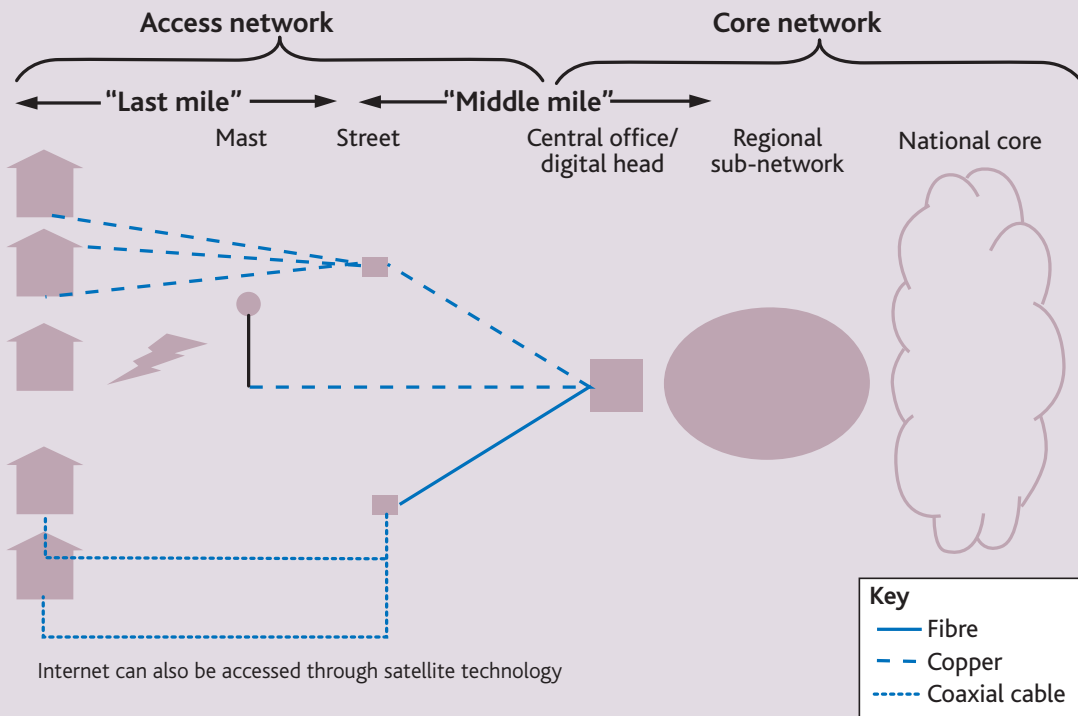 Access network
Core network
“Last mile”
“Middle mile”
Mast
Street
Central office/
digital head
Regional
sub-network
National core
Internet can also be accessed through satellite technology
Key
Fibre
Copper
Coaxial cable